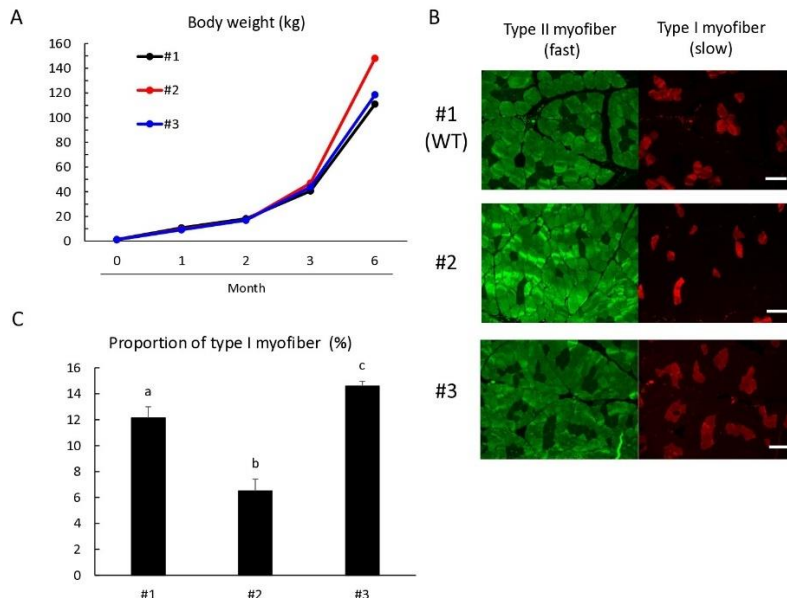 A
Body weight (kg)
160
140
120
100
80
60
40
20
0
#1
#2
#3
0 1 2 3 6
Month
B
Type II myofiber
(fast)
Type I myofiber
(slow)
#1
(WT)
#2
#3
C
Proportion of type I myofiber (%)
16
14
12
10
8
6
4
2
0
a
b
c
#1 #2 #3